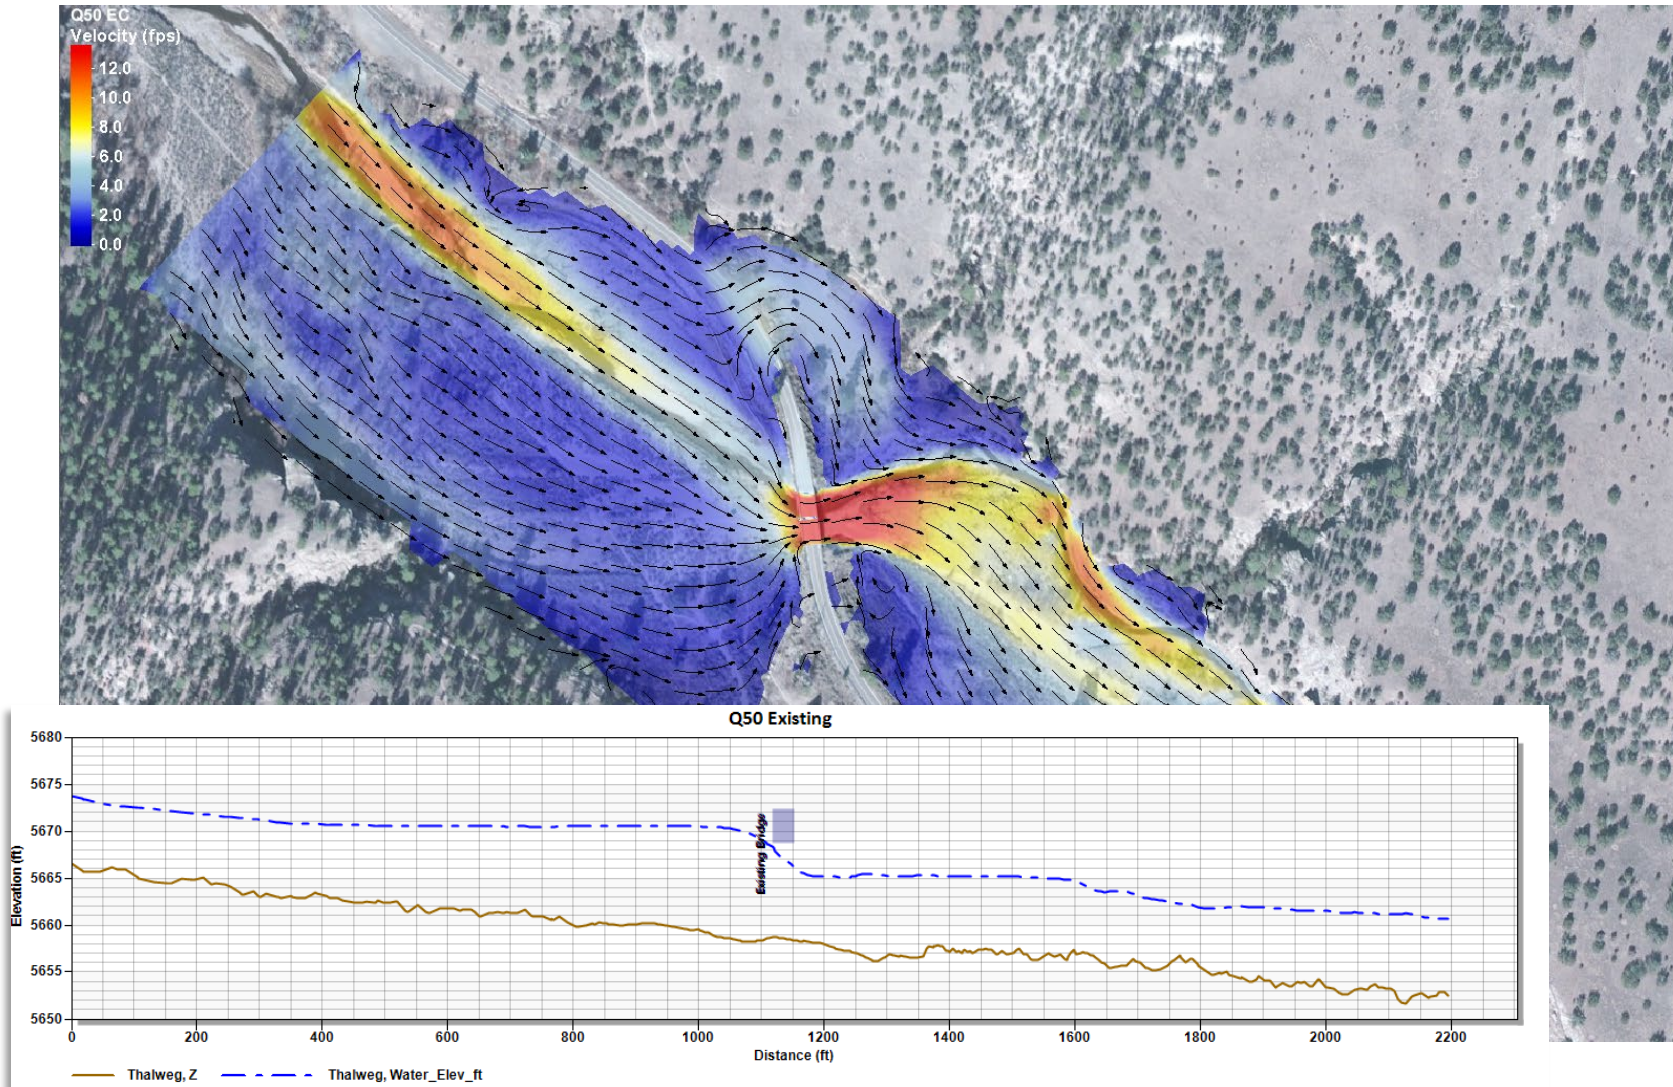 Q50 EC
Velocity (fps)
12.0
10.0
8.0
6.0
4.0
2.0
0.0
Q50 Existing
5680
5675
5670
5665
5660
5655
5650
Elevation (ft)
Existing Bridge
0 200 400 600 800 1000 1200 1400 1600 1800 2000 2200
Distance (ft)
Thalweg, Z Thalweg, Water_Elev_ft